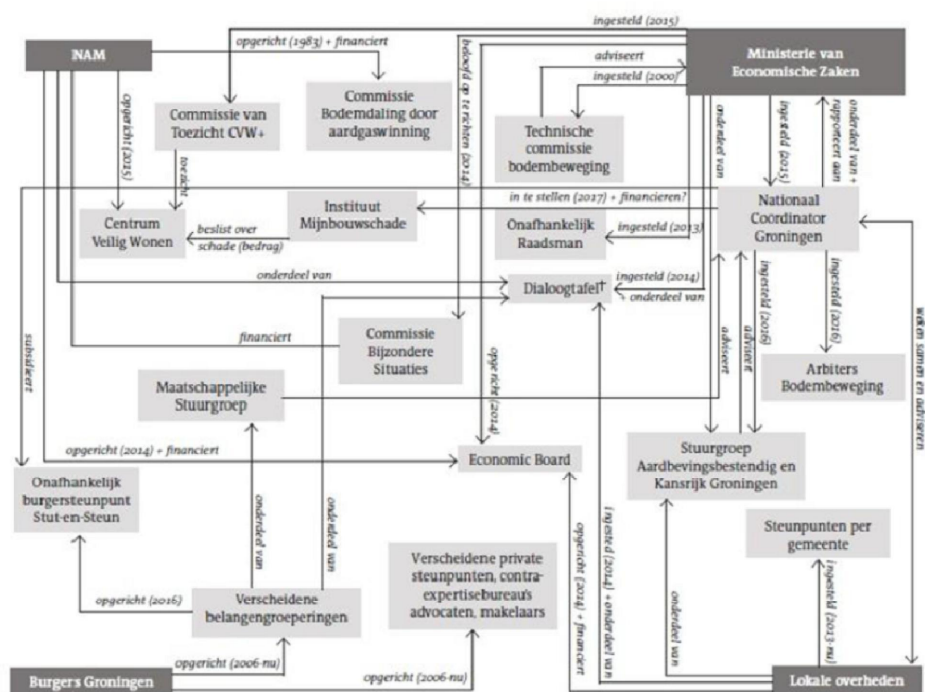 ingesteld (2015)
NAM
opgericht (1983) + financiert
Ministerie van
Economische Zaken
adviseert
ingesteld (2000)
Commissie van
Toezicht CVW+
Commissie
Bodemdaling door
aardgaswinning
beloofd op te richten (2014)
Technische
commissie
bodembeweging
opgericht (2015)
toezicht
onderdeel van
ingesteld (2015)
onderdeel van +
rapporteert aan
in te stellen (2027) + financieren?
Centrum
Veilig Wonen
beslist over
schade (bedrag)
Instituut
Mijnbouwschade
Onafhankelijk
Raadsman
ingesteld (2013)
Nationaal
Coördinator
Groningen
onderdeel van
Dialoogtafel†
ingesteld (2014)
+ onderdeel van
ingesteld (2016)
adviseert
adviseert
ingesteld (2016)
subsidieert
financiert
Commissie
Bijzondere
Situaties
opgericht (2014)
Arbiters
Bodembeweging
werken samen en adviseren
Maatschappelijke
Stuurgroep
opgericht (2014) + financiert
Economic Board
Stuurgroep
Aardbevingsbestendig en
Kansrijk Groningen
Onafhankelijk
burgersteunpunt
Stut-en-Steun
onderdeel van
onderdeel van
Steunpunten per
gemeente
Verscheidene private
steunpunten, contra-
expertisebureau's
advocaten, makelaars
opgericht (2014) + financiert
ingesteld (2014) + onderdeel van
onderdeel van
ingesteld (2013-nu)
opgericht (2016)
Verscheidene
belangengroeperingen
opgericht (2006-nu)
Burgers Groningen
opgericht (2006-nu)
Lokale overheden